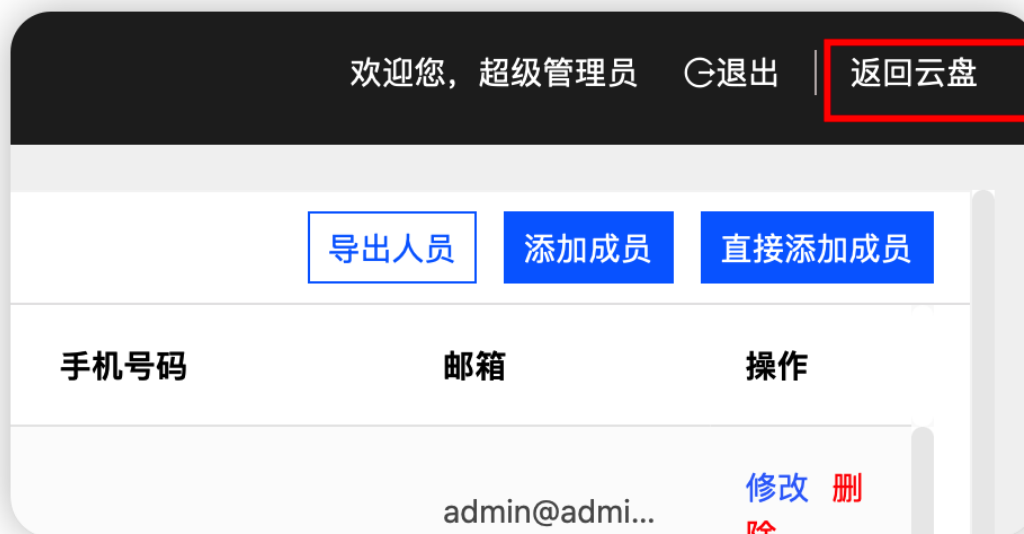 欢迎您，超级管理员 退出 返回云盘
导出人员 添加成员 直接添加成员
手机号码 邮箱 操作
修改 删
admin@admi...
除